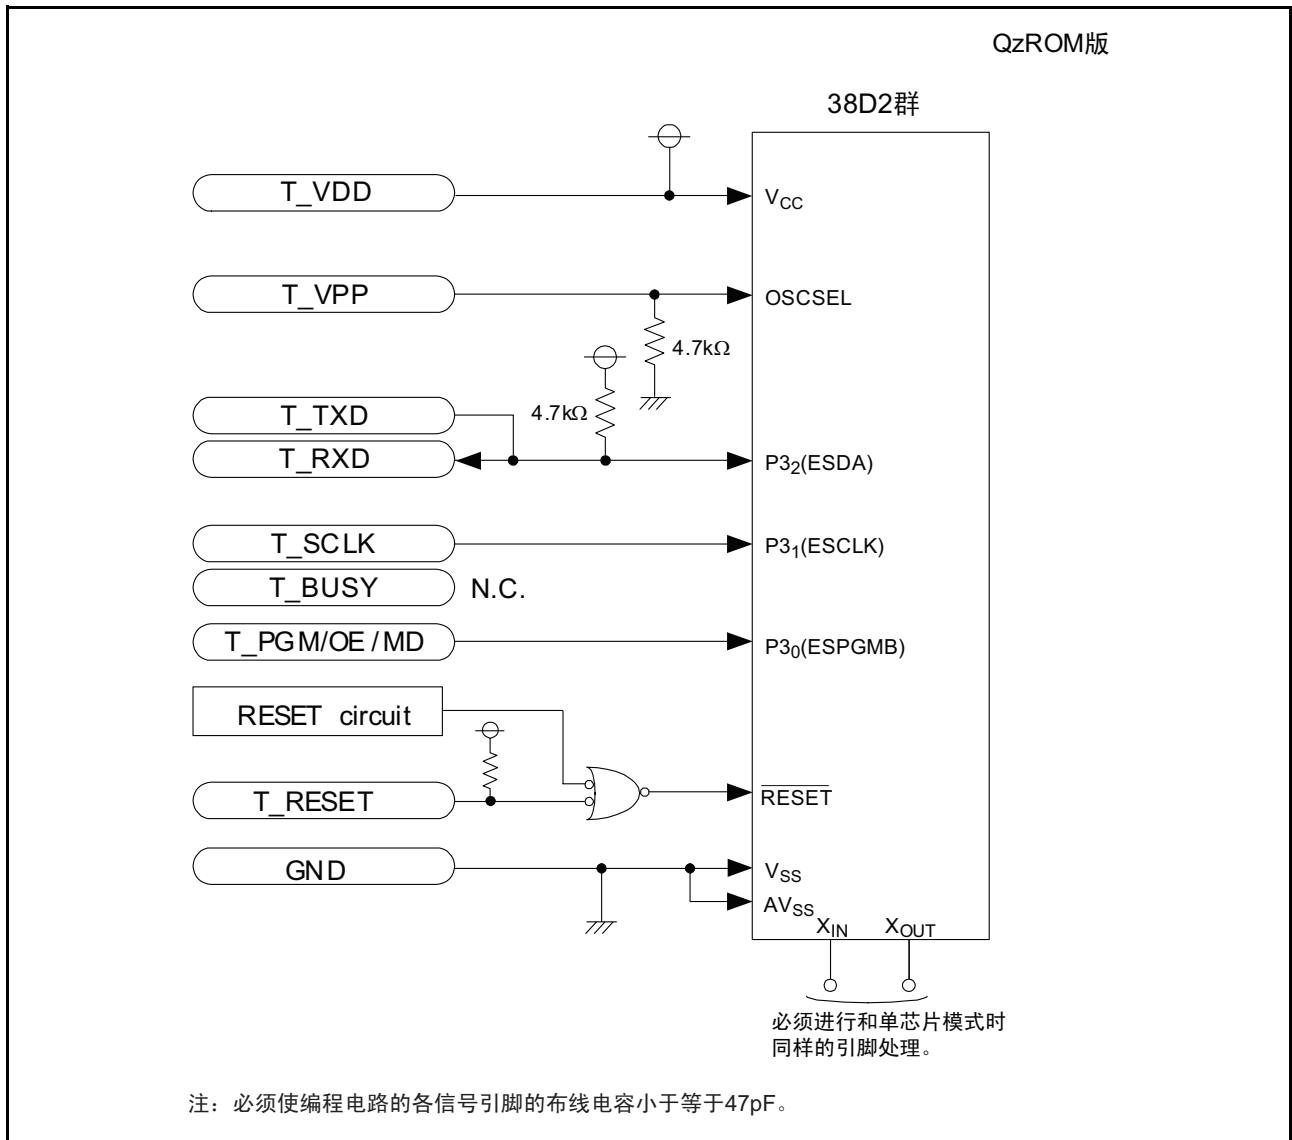 QzROM版
38D2群
T_VDD
V_CC
T_VPP
OSCSEL
4.7kΩ
T_TXD
4.7kΩ
T_RXD
P3_2(ESDA)
T_SCLK
P3_1(ESCLK)
T_BUSY N.C.
T_PGM/OE/MD
P3_0(ESPGMB)
RESET circuit
T_RESET
RESET
GND
V_SS
AV_SS
X_IN X_OUT
必须进行和单芯片模式时
同样的引脚处理。
注：必须使编程电路的各信号引脚的布线电容小于等于47pF。